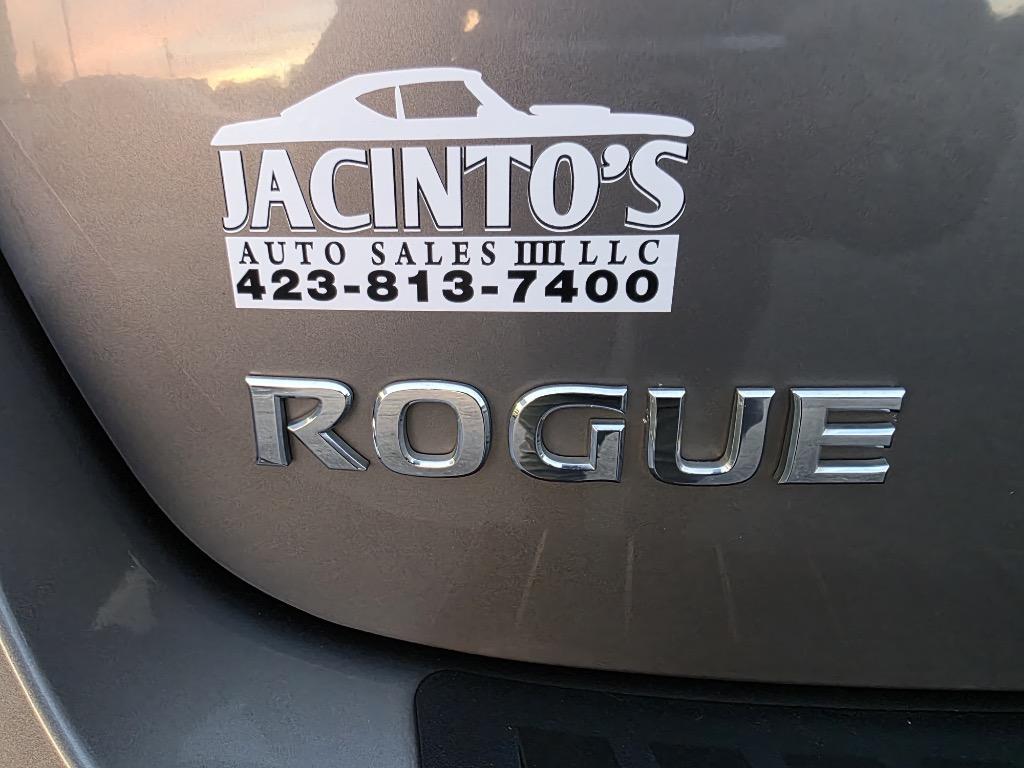 JACINTO'S
AUTO SALES IIII LLC
423-813-7400
ROGUE